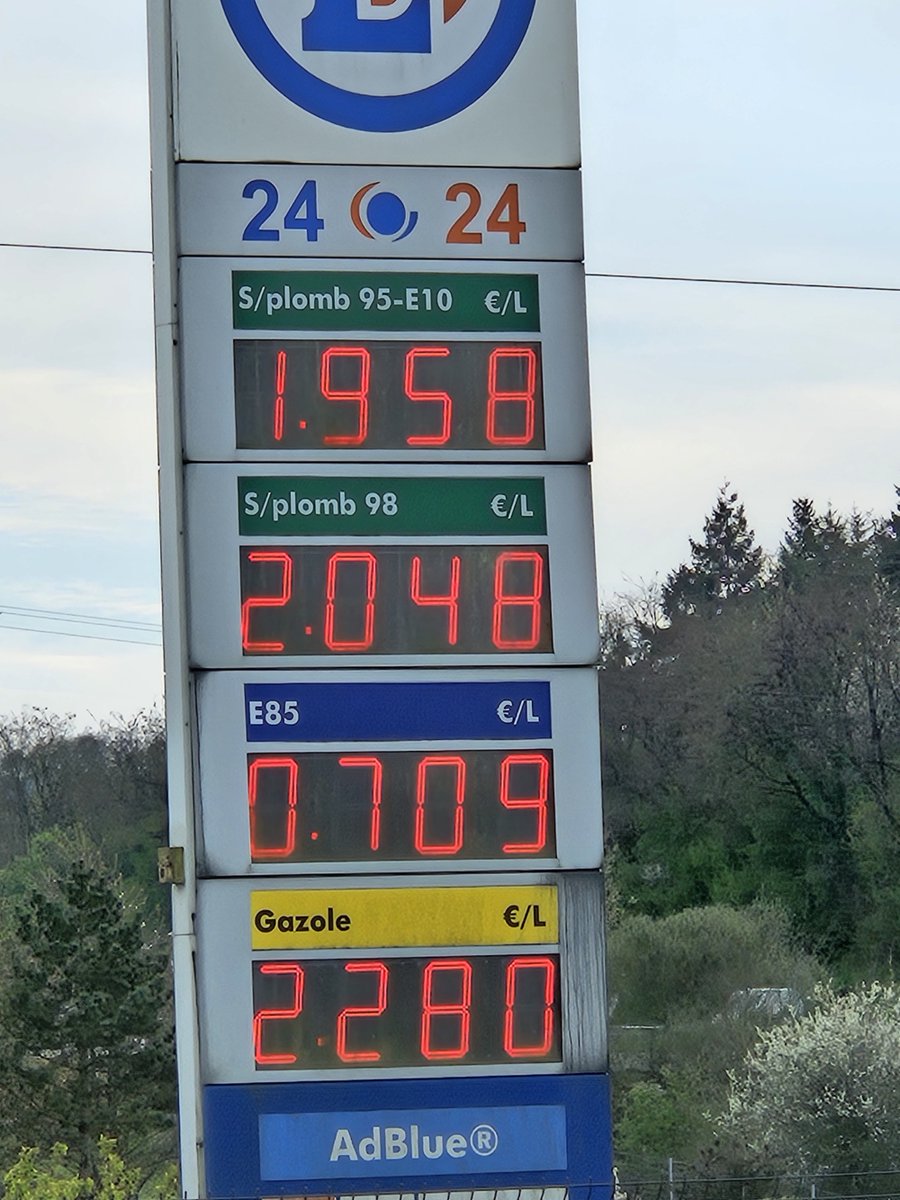 24 24
S/plomb 95-E10 €/L
1.958
S/plomb 98 €/L
2.048
E85 €/L
0.709
Gazole €/L
2.280
AdBlue®